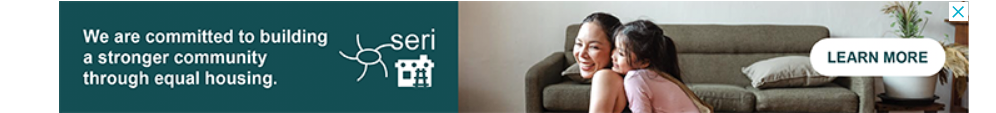 We are committed to building
a stronger community
through equal housing.
seri
LEARN MORE